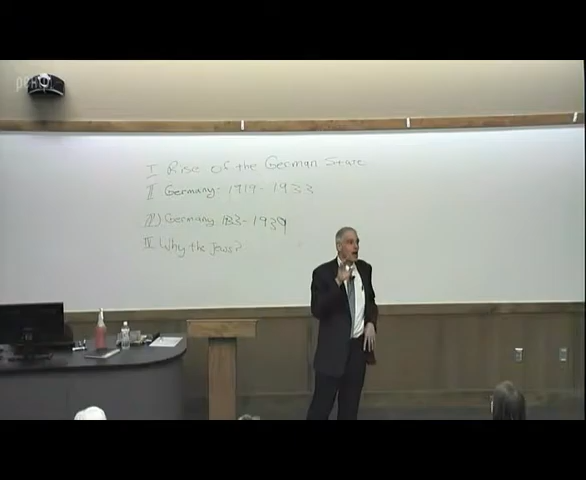 I Rise of the German State
II Germany: 1919-1933
III) Germany 1933-1939
IV Why the Jews?